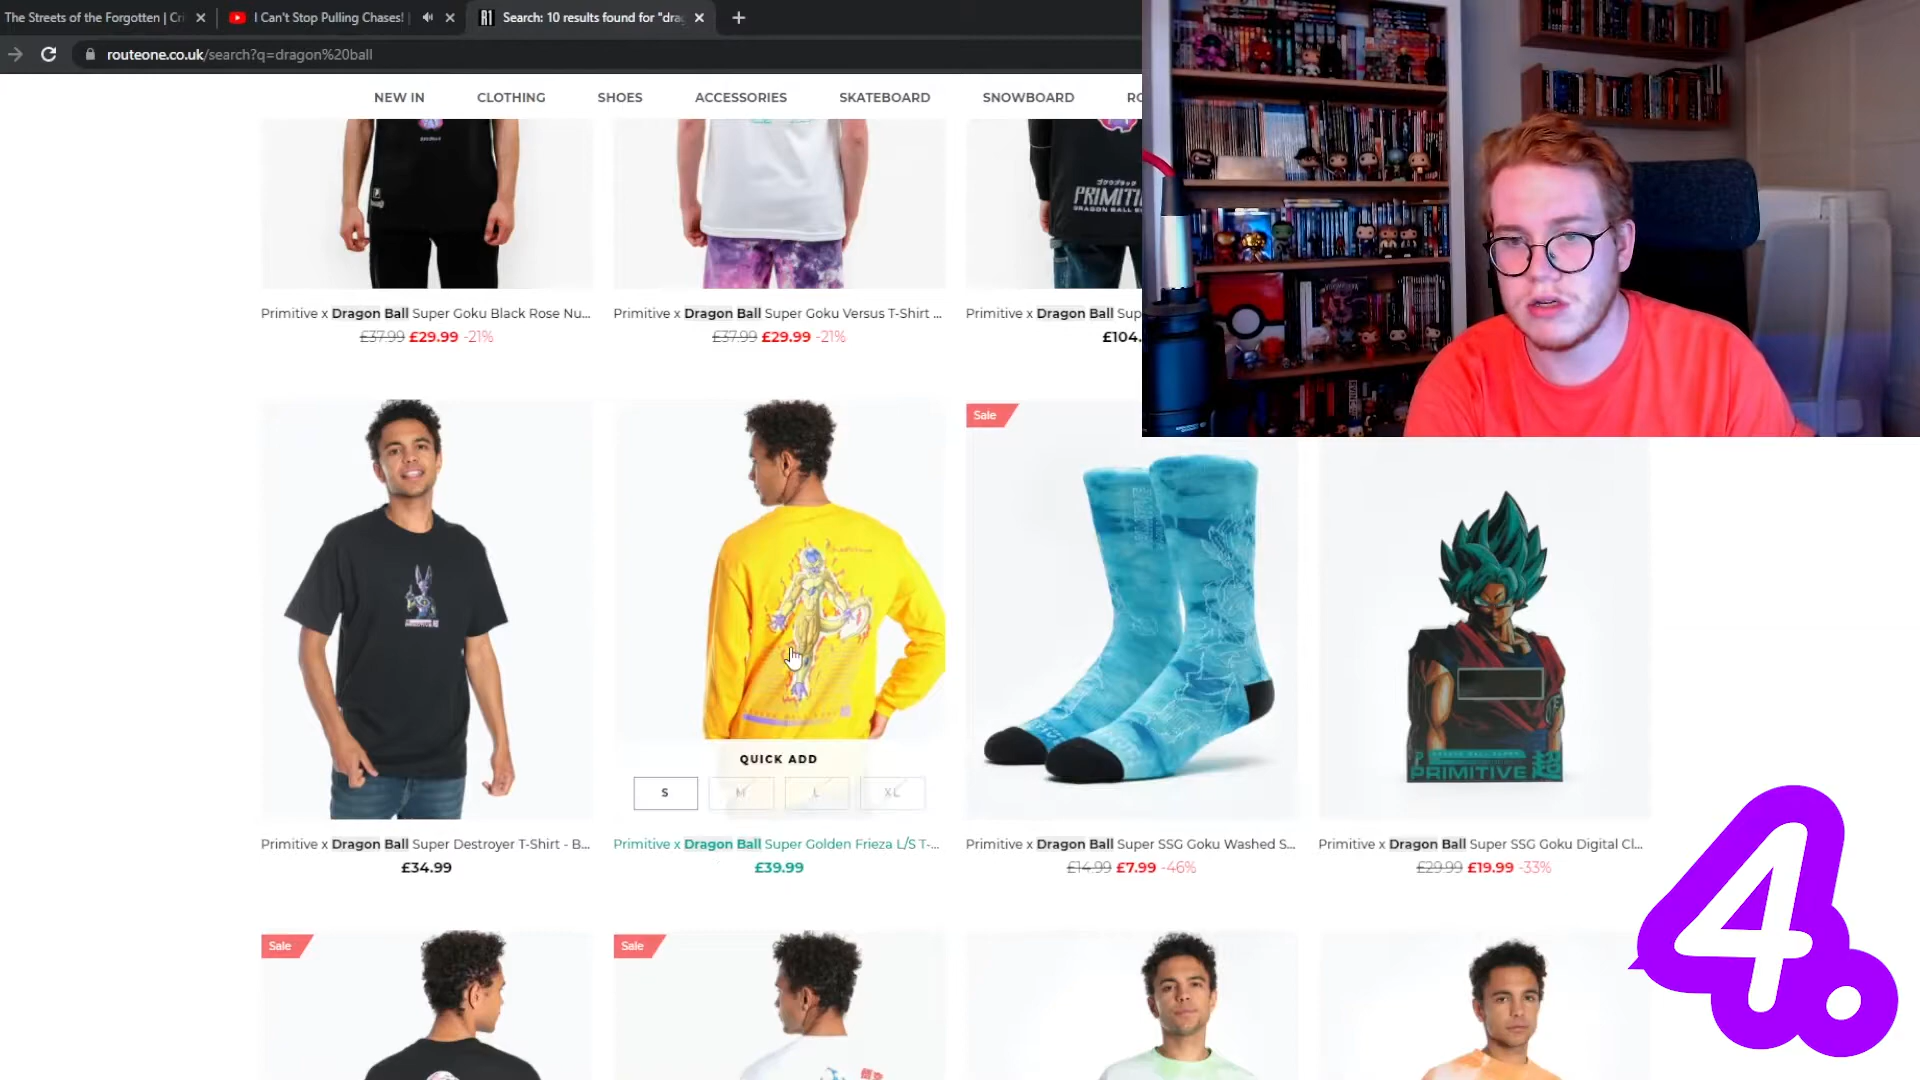 The Streets of the Forgotten | Cri
I Can't Stop Pulling Chases! |
R1 Search: 10 results found for "drag
routeone.co.uk/search?q=dragon%20ball
NEW IN CLOTHING SHOES ACCESSORIES SKATEBOARD SNOWBOARD RO
PRIMITI
Primitive x Dragon Ball Super Goku Black Rose Nu...
£37.99 £29.99 -21%
Primitive x Dragon Ball Super Goku Versus T-Shirt ...
£37.99 £29.99 -21%
Primitive x Dragon Ball Sup
£104.
Sale
QUICK ADD
S M L XL
PRIMITIVE
Primitive x Dragon Ball Super Destroyer T-Shirt - B...
£34.99
Primitive x Dragon Ball Super Golden Frieza L/S T-...
£39.99
Primitive x Dragon Ball Super SSG Goku Washed S...
£14.99 £7.99 -46%
Primitive x Dragon Ball Super SSG Goku Digital Cl...
£29.99 £19.99 -33%
Sale
Sale
4.